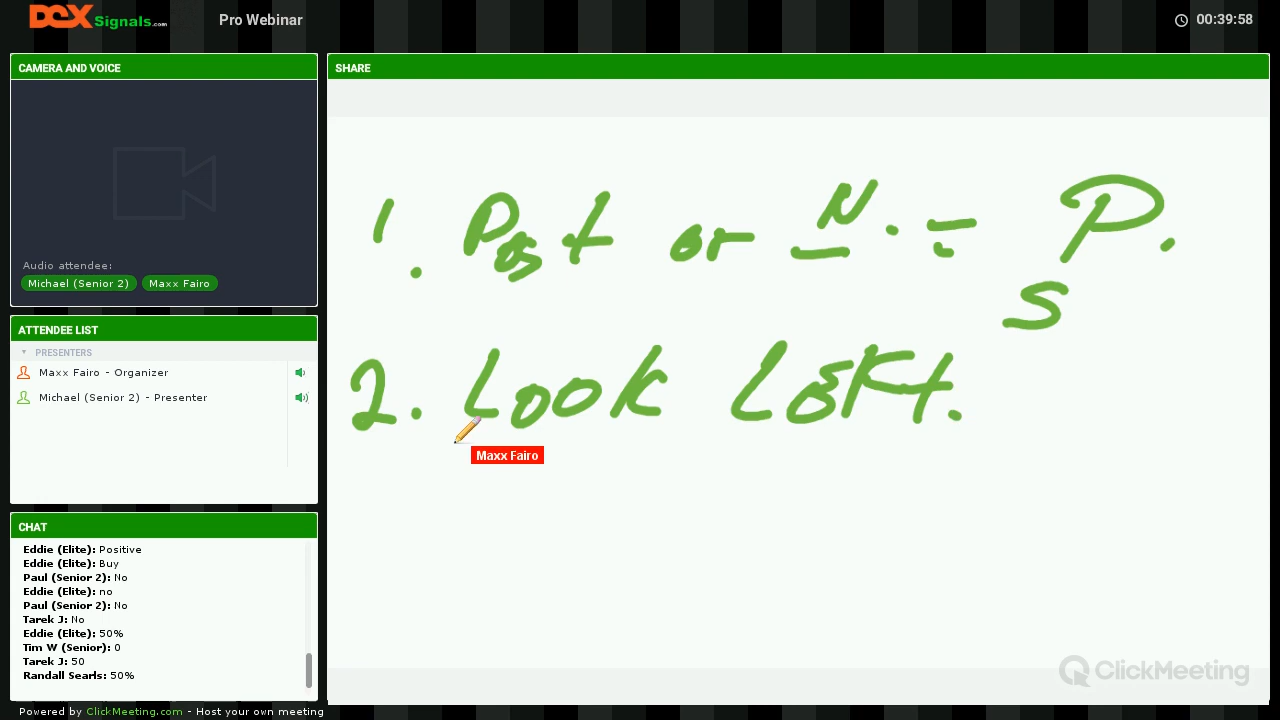 DCX Signals.com
Pro Webinar
00:39:58
CAMERA AND VOICE
Audio attendee:
Michael (Senior 2) Maxx Fairo
ATTENDEE LIST
PRESENTERS
Maxx Fairo - Organizer
Michael (Senior 2) - Presenter
CHAT
Eddie (Elite): Positive
Eddie (Elite): Buy
Paul (Senior 2): No
Eddie (Elite): no
Paul (Senior 2): No
Tarek J: No
Eddie (Elite): 50%
Tim W (Senior): 0
Tarek J: 50
Randall Searls: 50%
Powered by ClickMeeting.com - Host your own meeting
SHARE
1. Post or N. - P.
S
2. Look
Maxx Fairo
ClickMeeting